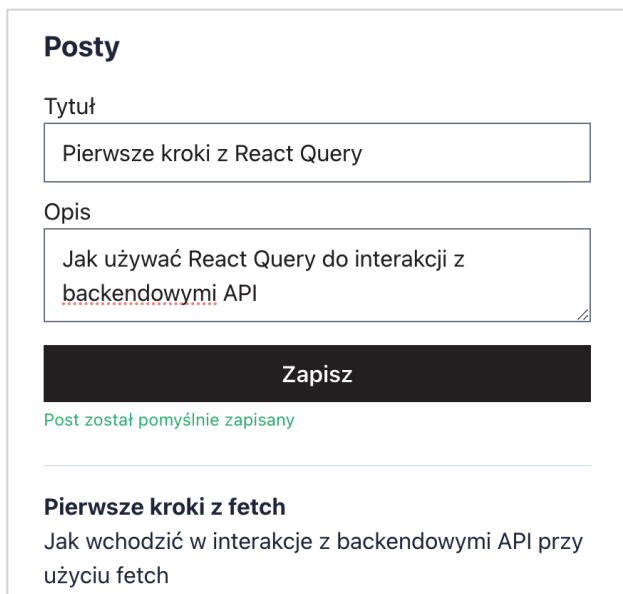 Posty
Tytuł
Pierwsze kroki z React Query
Opis
Jak używać React Query do interakcji z
backendowymi API
Zapisz
Post został pomyślnie zapisany
Pierwsze kroki z fetch
Jak wchodzić w interakcje z backendowymi API przy
użyciu fetch